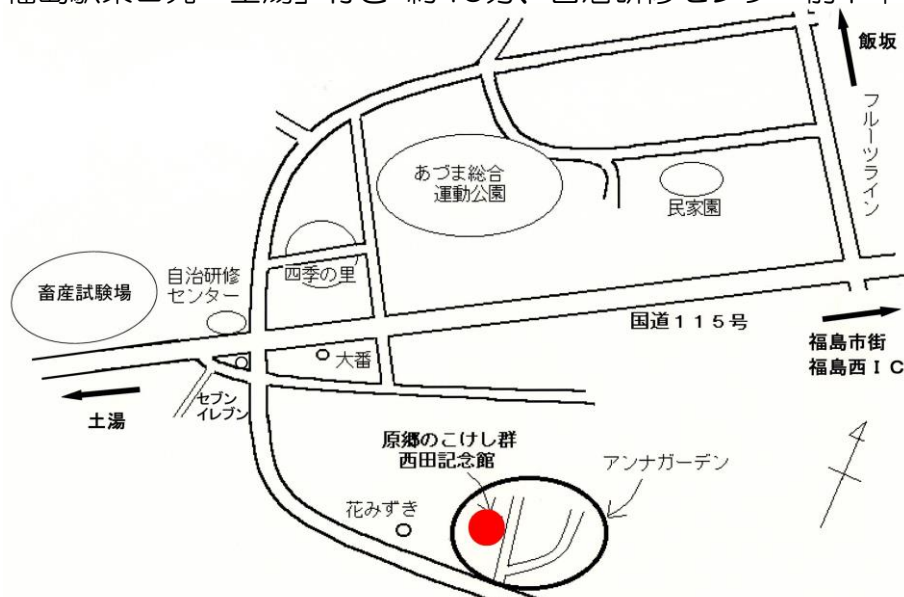 飯坂
フルーツライン
あづま総合
運動公園
民家園
四季の里
自治研修
センター
畜産試験場
国道115号
福島市街
福島西IC
大番
セブン
イレブン
土湯
原郷のこけし群
西田記念館
アンナガーデン
花みずき